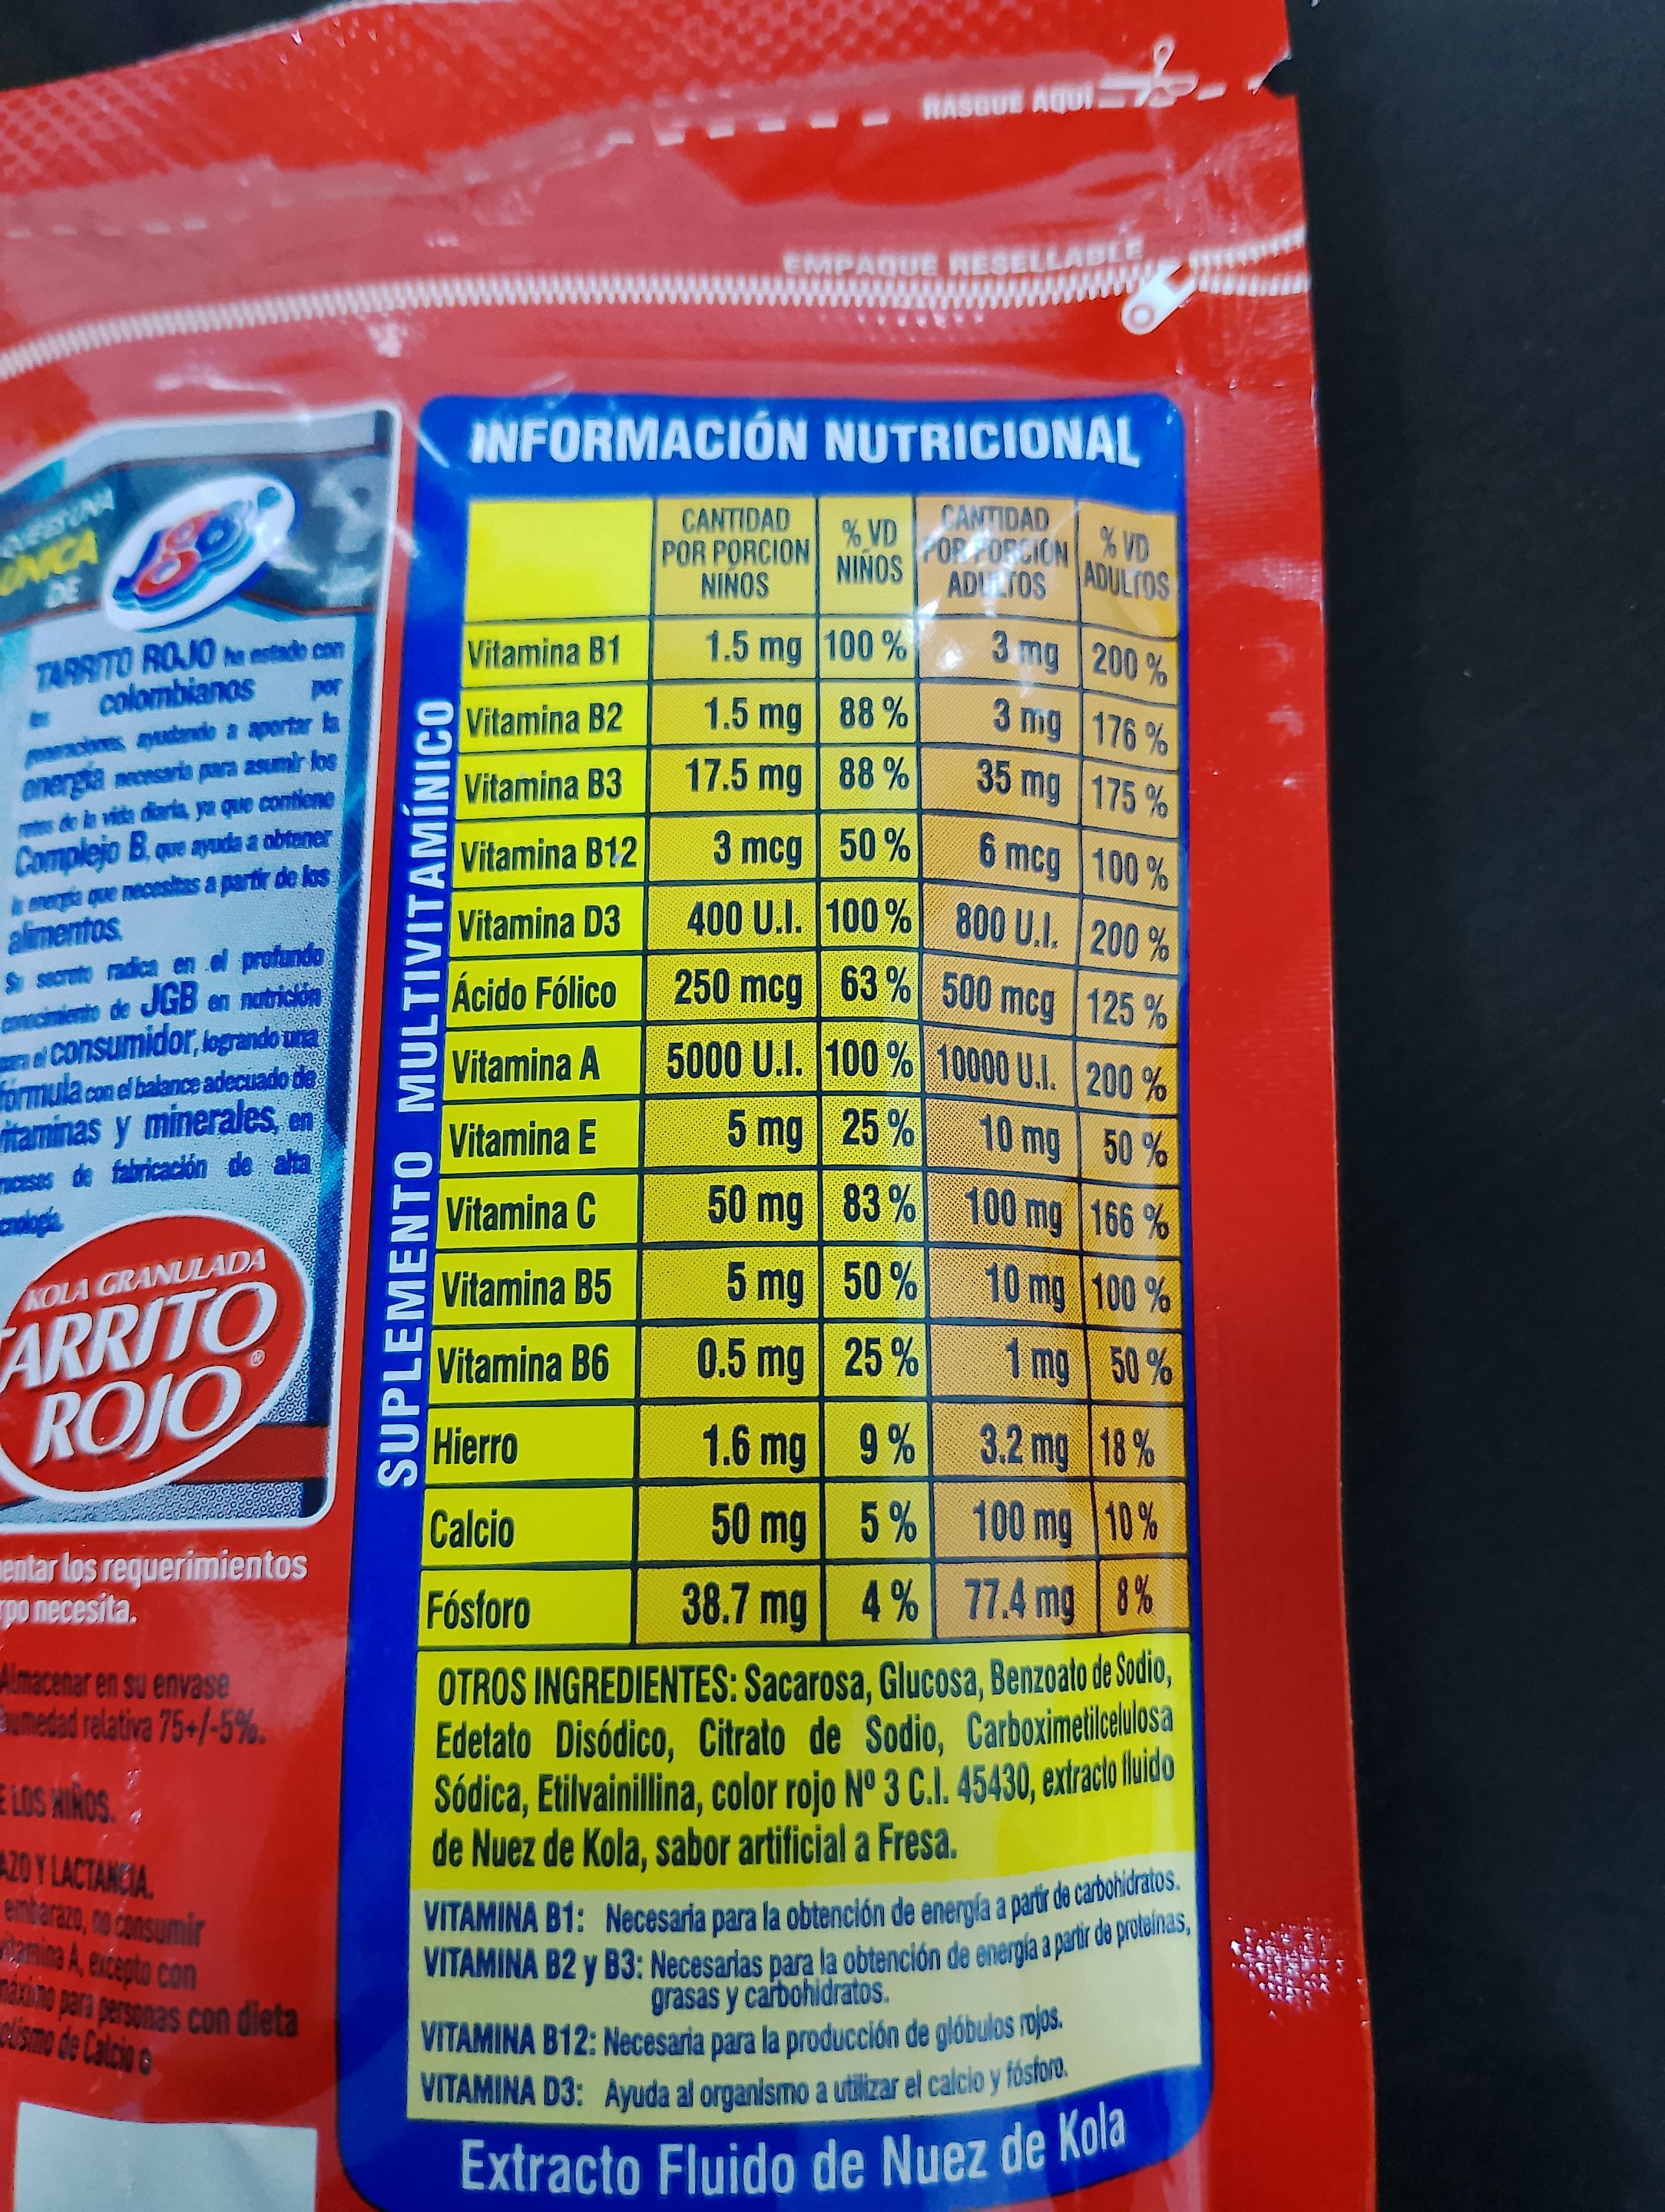 RASGUE AQUÍ
EMPAQUE RESELLABLE
ÚNICA
DE
TARRITO ROJO ha estado con
los colombianos por
generaciones, ayudando a aportar la
energía necesaria para asumir los
retos de la vida diaria, ya que contiene
Complejo B, que ayuda a obtener
la energía que necesitas a partir de los
alimentos.
Su secreto radica en el profundo
conocimiento de JGB en nutrición
para el consumidor, logrando una
fórmula con el balance adecuado de
vitaminas y minerales, en
de fabricación de alta
KOLA GRANULADA
TARRITO
ROJO®
entar los requerimientos
rpo necesita.
Almacenar en su envase
humedad relativa 75+/-5%.
E LOS NIÑOS.
AZO Y LACTANCIA.
embarazo, no consumir
vitamina A, excepto con
máximo para personas con dieta
de Calcio o
INFORMACIÓN NUTRICIONAL
SUPLEMENTO MULTIVITAMÍNICO
CANTIDAD POR PORCION NIÑOS % VD NIÑOS CANTIDAD POR PORCION ADULTOS % VD ADULTOS
Vitamina B1 1.5 mg 100 % 3 mg 200 %
Vitamina B2 1.5 mg 88 % 3 mg 176 %
Vitamina B3 17.5 mg 88 % 35 mg 175 %
Vitamina B12 3 mcg 50 % 6 mcg 100 %
Vitamina D3 400 U.I. 100 % 800 U.I. 200 %
Ácido Fólico 250 mcg 63 % 500 mcg 125 %
Vitamina A 5000 U.I. 100 % 10000 U.I. 200 %
Vitamina E 5 mg 25 % 10 mg 50 %
Vitamina C 50 mg 83 % 100 mg 166 %
Vitamina B5 5 mg 50 % 10 mg 100 %
Vitamina B6 0.5 mg 25 % 1 mg 50 %
Hierro 1.6 mg 9 % 3.2 mg 18 %
Calcio 50 mg 5 % 100 mg 10 %
Fósforo 38.7 mg 4 % 77.4 mg 8 %
OTROS INGREDIENTES: Sacarosa, Glucosa, Benzoato de Sodio,
Edetato Disódico, Citrato de Sodio, Carboximetilcelulosa
Sódica, Etilvainillina, color rojo Nº 3 C.I. 45430, extracto fluido
de Nuez de Kola, sabor artificial a Fresa.
VITAMINA B1: Necesaria para la obtención de energía a partir de carbohidratos.
VITAMINA B2 y B3: Necesarias para la obtención de energía a partir de proteínas,
grasas y carbohidratos.
VITAMINA B12: Necesaria para la producción de glóbulos rojos.
VITAMINA D3: Ayuda al organismo a utilizar el calcio y fósforo.
Extracto Fluido de Nuez de Kola